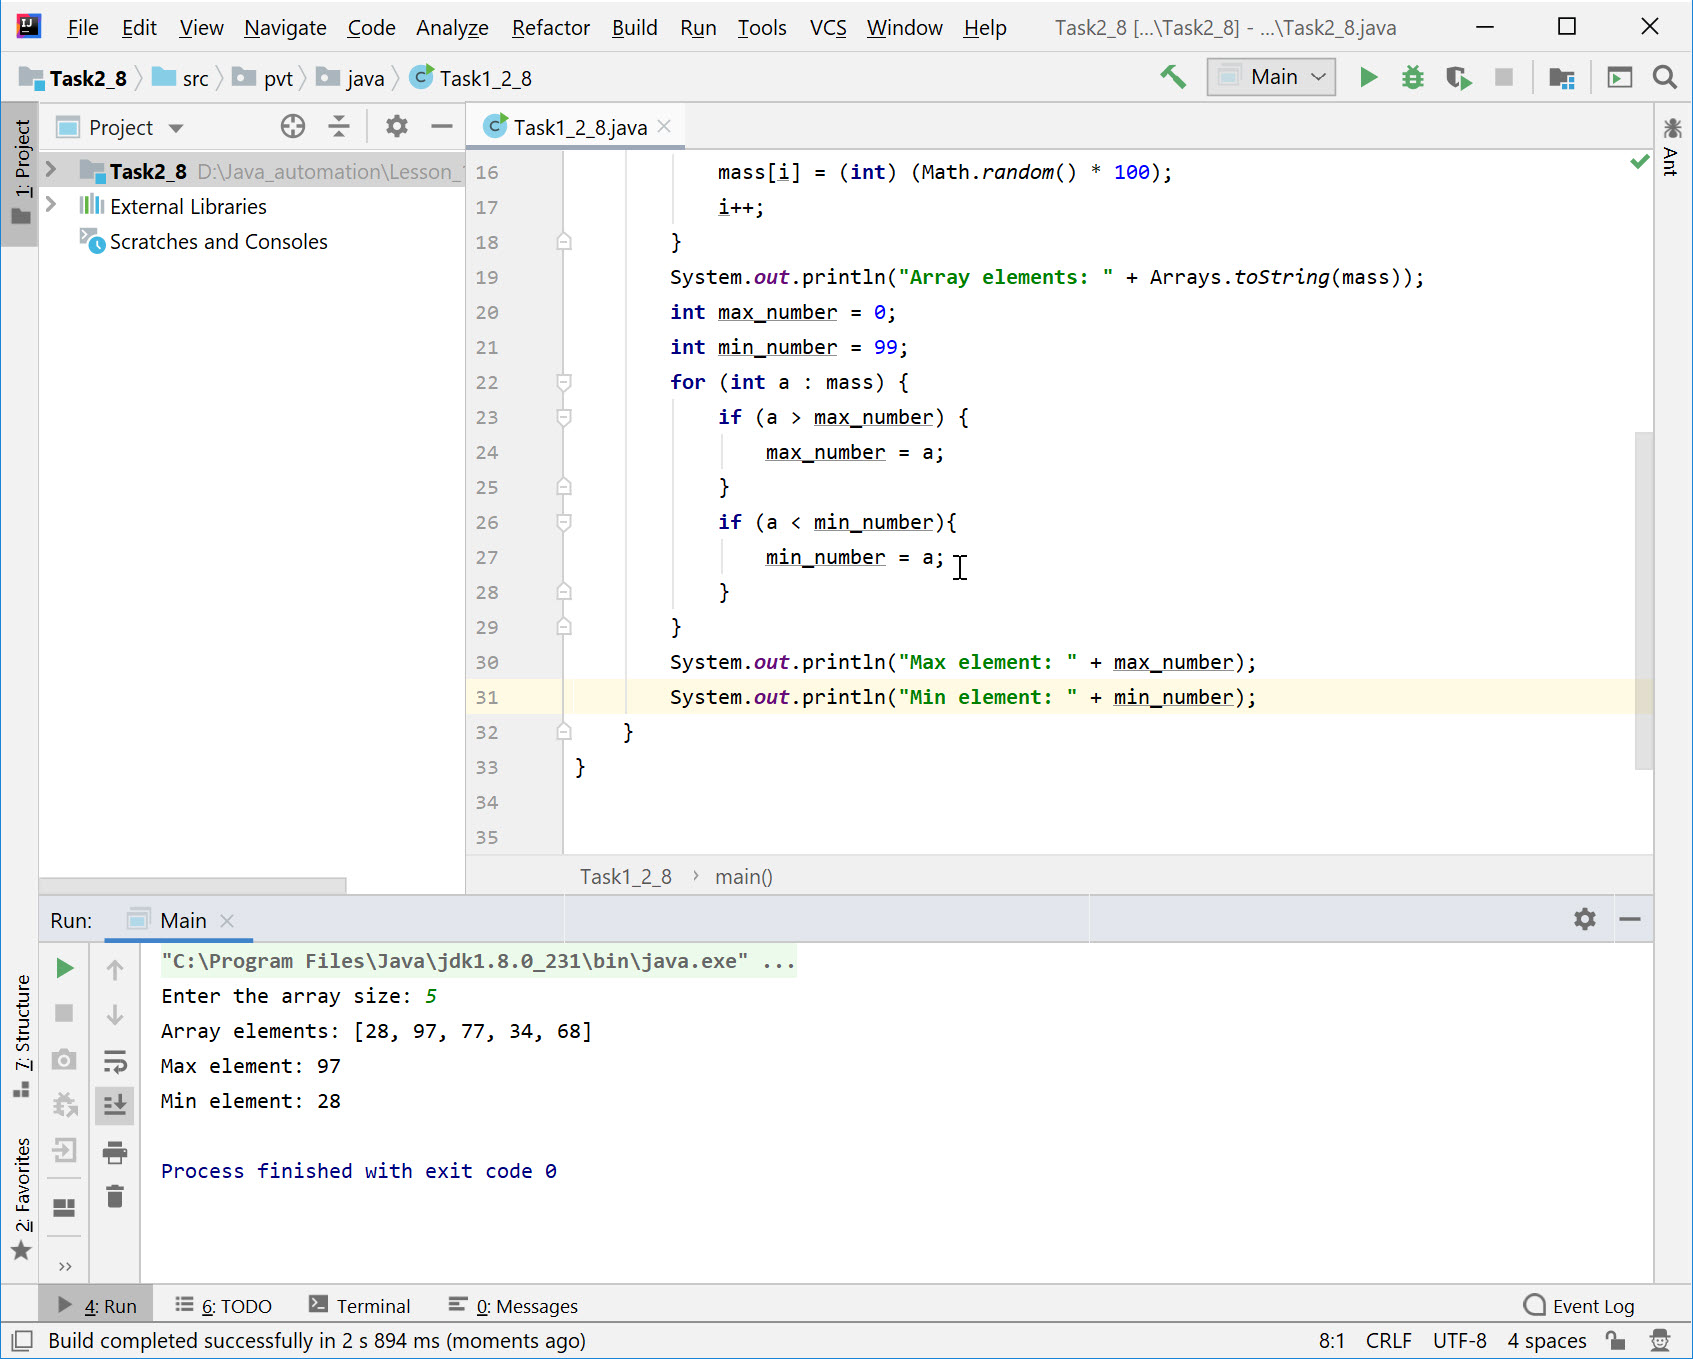 File Edit View Navigate Code Analyze Refactor Build Run Tools VCS Window Help Task2_8 [...\Task2_8] - ...\Task2_8.java
Task2_8 src pvt java Task1_2_8 Main
1: Project
Project
Task2_8 D:\Java_automation\Lesson_
External Libraries
Scratches and Consoles
Task1_2_8.java
Ant
16 mass[i] = (int) (Math.random() * 100);
17 i++;
18 }
19 System.out.println("Array elements: " + Arrays.toString(mass));
20 int max_number = 0;
21 int min_number = 99;
22 for (int a : mass) {
23 if (a > max_number) {
24 max_number = a;
25 }
26 if (a < min_number){
27 min_number = a;
28 }
29 }
30 System.out.println("Max element: " + max_number);
31 System.out.println("Min element: " + min_number);
32 }
33 }
34
35
Task1_2_8 › main()
Run: Main
7: Structure
2: Favorites
"C:\Program Files\Java\jdk1.8.0_231\bin\java.exe" ...
Enter the array size: 5
Array elements: [28, 97, 77, 34, 68]
Max element: 97
Min element: 28
Process finished with exit code 0
4: Run 6: TODO Terminal 0: Messages Event Log
Build completed successfully in 2 s 894 ms (moments ago) 8:1 CRLF UTF-8 4 spaces